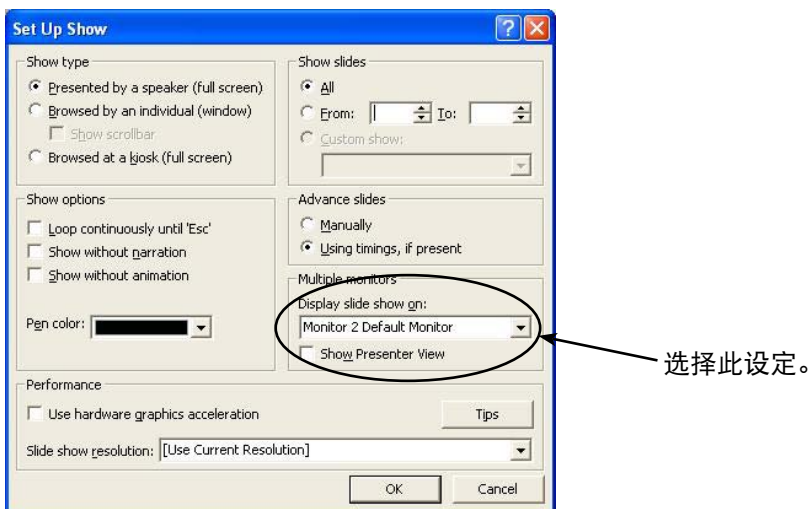 Set Up Show
Show type
Presented by a speaker (full screen)
Browsed by an individual (window)
Show scrollbar
Browsed at a kiosk (full screen)
Show slides
All
From: To:
Custom show:
Show options
Loop continuously until 'Esc'
Show without narration
Show without animation
Pen color:
Advance slides
Manually
Using timings, if present
Multiple monitors
Display slide show on:
Monitor 2 Default Monitor
Show Presenter View
选择此设定。
Performance
Use hardware graphics acceleration
Tips
Slide show resolution: [Use Current Resolution]
OK Cancel